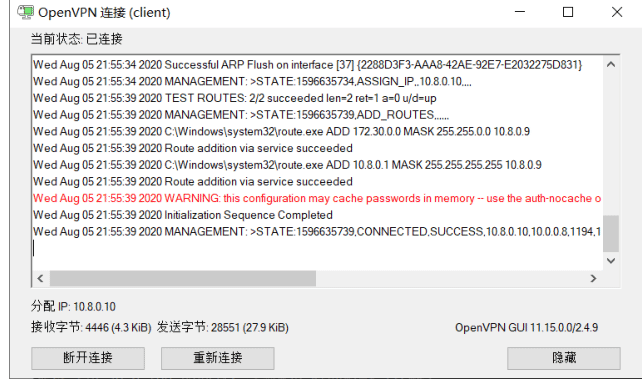 OpenVPN 连接 (client)
当前状态: 已连接
Wed Aug 05 21:55:34 2020 Successful ARP Flush on interface [37] {2288D3F3-AAA8-42AE-92E7-E2032275D831}
Wed Aug 05 21:55:34 2020 MANAGEMENT: >STATE:1596635734,ASSIGN_IP,,10.8.0.10,,,,
Wed Aug 05 21:55:39 2020 TEST ROUTES: 2/2 succeeded len=2 ret=1 a=0 u/d=up
Wed Aug 05 21:55:39 2020 MANAGEMENT: >STATE:1596635739,ADD_ROUTES,,,,,,
Wed Aug 05 21:55:39 2020 C:\Windows\system32\route.exe ADD 172.30.0.0 MASK 255.255.0.0 10.8.0.9
Wed Aug 05 21:55:39 2020 Route addition via service succeeded
Wed Aug 05 21:55:39 2020 C:\Windows\system32\route.exe ADD 10.8.0.1 MASK 255.255.255.255 10.8.0.9
Wed Aug 05 21:55:39 2020 Route addition via service succeeded
Wed Aug 05 21:55:39 2020 WARNING: this configuration may cache passwords in memory -- use the auth-nocache o
Wed Aug 05 21:55:39 2020 Initialization Sequence Completed
Wed Aug 05 21:55:39 2020 MANAGEMENT: >STATE:1596635739,CONNECTED,SUCCESS,10.8.0.10,10.0.0.8,1194,1
分配 IP: 10.8.0.10
接收字节: 4446 (4.3 KiB) 发送字节: 28551 (27.9 KiB) OpenVPN GUI 11.15.0.0/2.4.9
断开连接 重新连接 隐藏